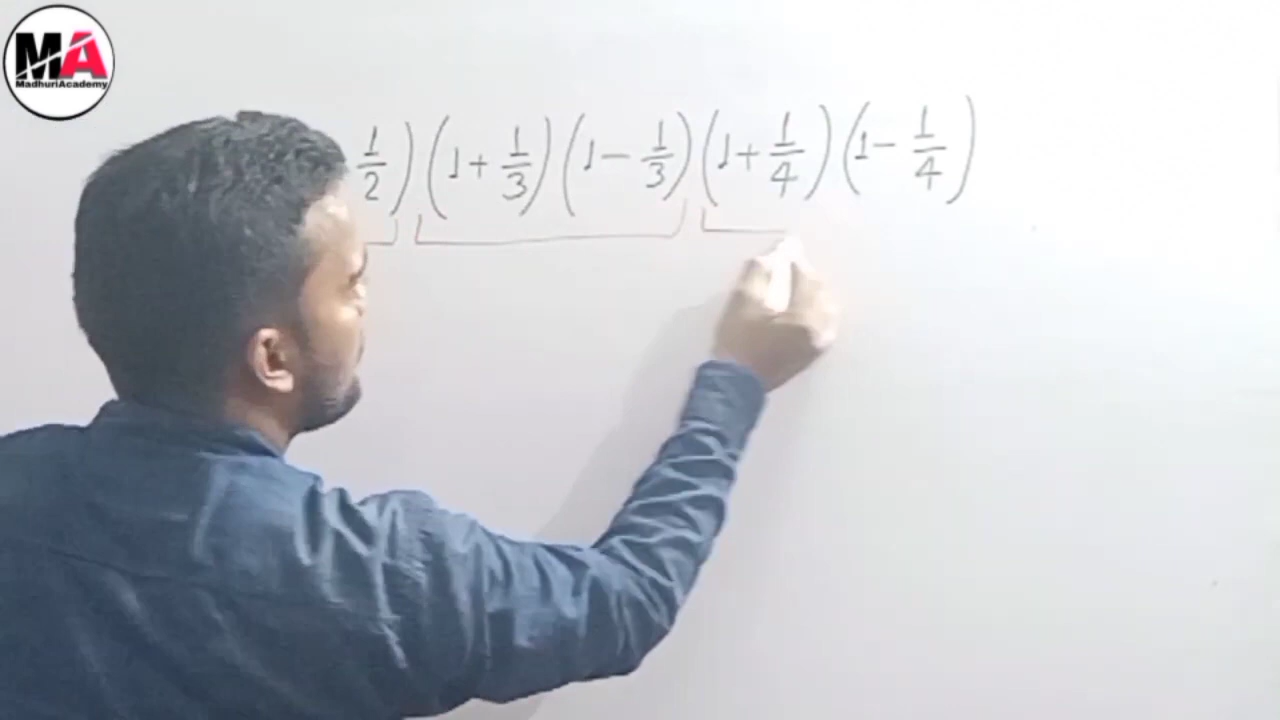 MA
MadhuriAcademy
1/2) (1 + 1/3) (1 - 1/3) (1 + 1/4) (1 - 1/4)